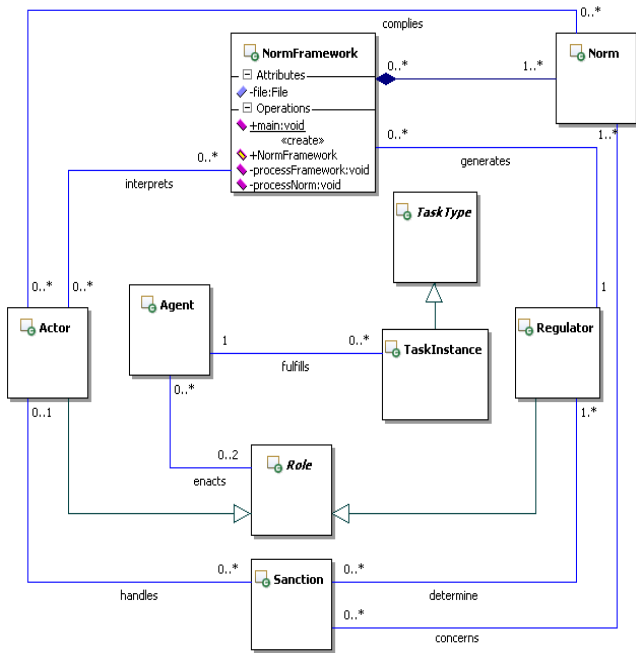 complies
0..*
NormFramework
Attributes
-file:File
Operations
+main:void
«create»
+NormFramework
-processFramework:void
-processNorm:void
0..*
1..*
Norm
0..*
1..*
generates
0..*
interprets
TaskType
0..*
0..*
1
Actor
Agent
1
0..*
fulfills
TaskInstance
Regulator
0..1
0..*
1.*
0..2
enacts
Role
0..*
Sanction
0..*
handles
determine
0..*
concerns